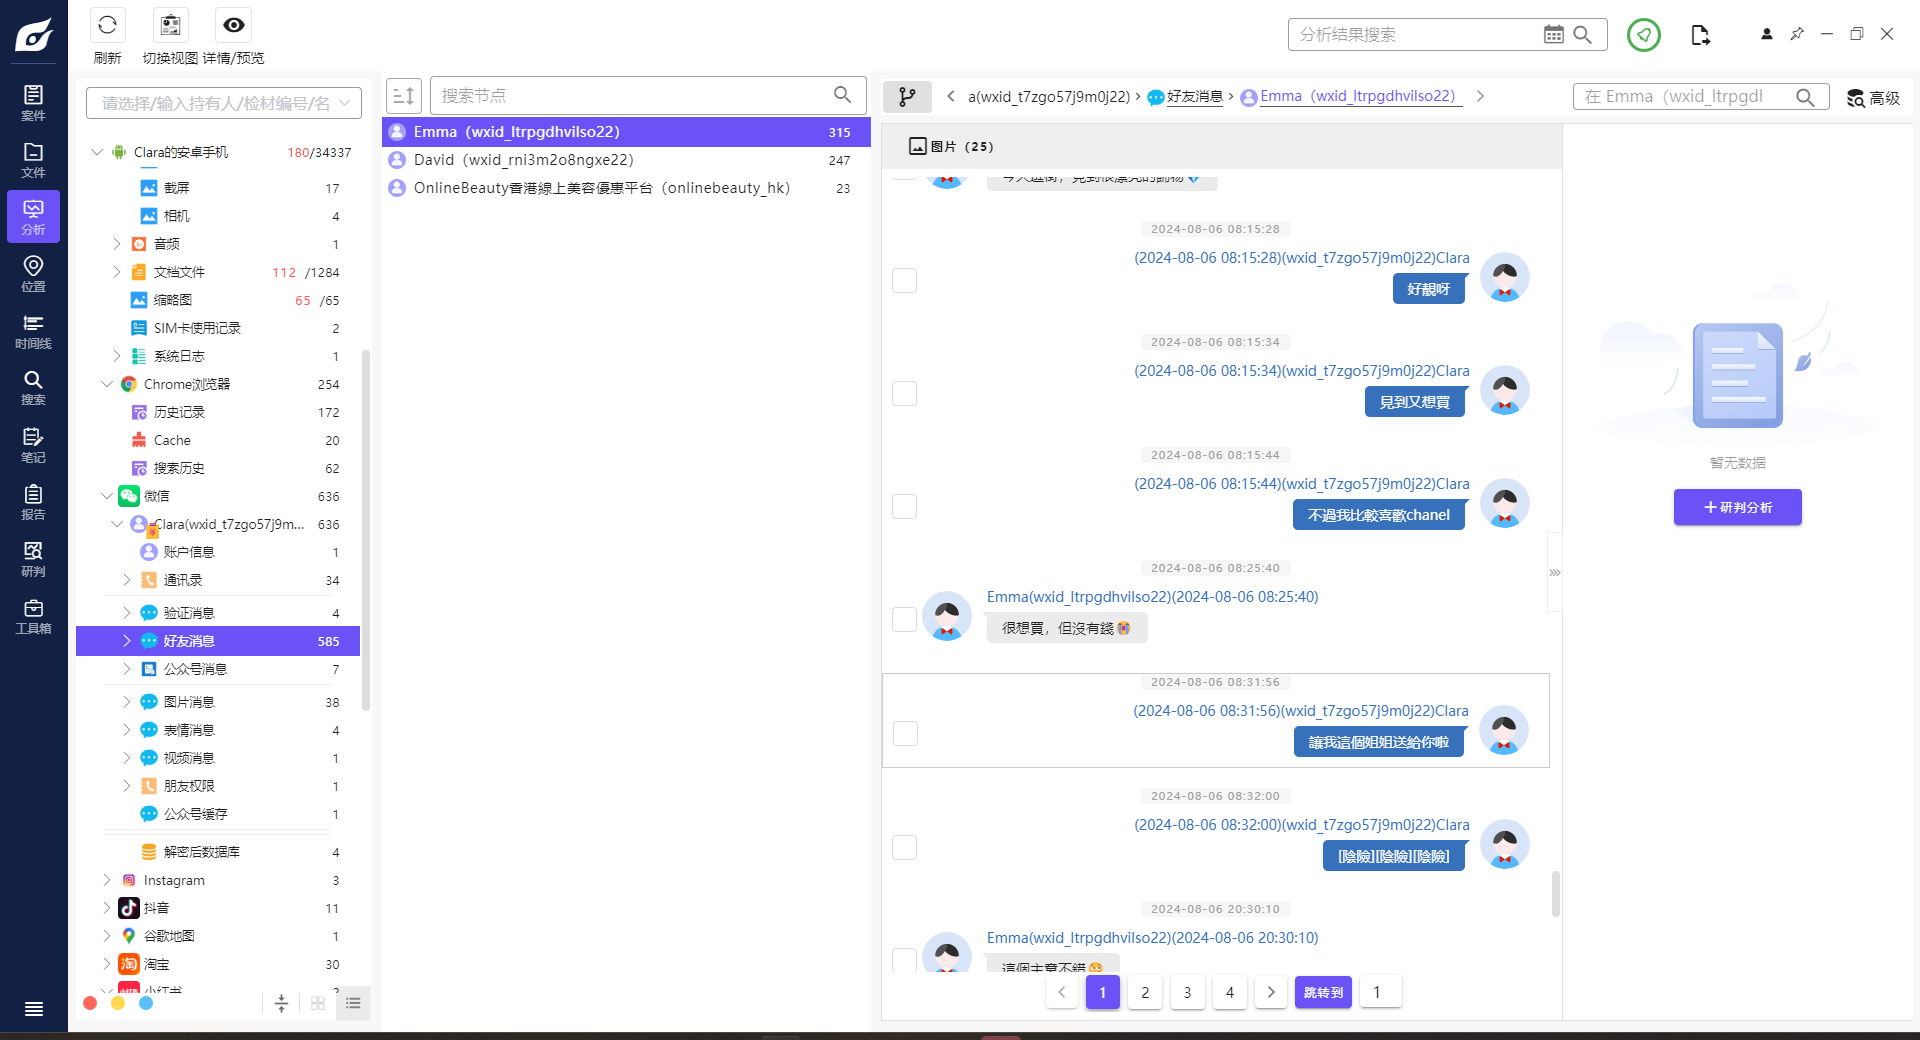 刷新
切换视图
详情/预览
分析结果搜索
案件
文件
分析
位置
时间线
搜索
笔记
报告
研判
工具箱
请选择/输入持有人/检材编号/名
Clara的安卓手机 180/34337
截屏 17
相机 4
音频 1
文档文件 112 /1284
缩略图 65 /65
SIM卡使用记录 2
系统日志 1
Chrome浏览器 254
历史记录 172
Cache 20
搜索历史 62
微信 636
Clara(wxid_t7zgo57j9m... 636
账户信息 1
通讯录 34
验证消息 4
好友消息 585
公众号消息 7
图片消息 38
表情消息 4
视频消息 1
朋友权限 1
公众号缓存 1
解密后数据库 4
Instagram 3
抖音 11
谷歌地图 1
淘宝 30
小红书
搜索节点
Emma（wxid_ltrpgdhvilso22） 315
David（wxid_rni3m2o8ngxe22） 247
OnlineBeauty香港線上美容優惠平台（onlinebeauty_hk） 23
a(wxid_t7zgo57j9m0j22) › 好友消息 › Emma（wxid_ltrpgdhvilso22）
在 Emma（wxid_ltrpgdl
高级
图片（25）
今天逛街，見到很漂亮的飾物
2024-08-06 08:15:28
(2024-08-06 08:15:28)(wxid_t7zgo57j9m0j22)Clara
好靚呀
2024-08-06 08:15:34
(2024-08-06 08:15:34)(wxid_t7zgo57j9m0j22)Clara
見到又想買
2024-08-06 08:15:44
(2024-08-06 08:15:44)(wxid_t7zgo57j9m0j22)Clara
不過我比較喜歡chanel
2024-08-06 08:25:40
Emma(wxid_ltrpgdhvilso22)(2024-08-06 08:25:40)
很想買，但沒有錢
2024-08-06 08:31:56
(2024-08-06 08:31:56)(wxid_t7zgo57j9m0j22)Clara
讓我這個姐姐送給你啦
2024-08-06 08:32:00
(2024-08-06 08:32:00)(wxid_t7zgo57j9m0j22)Clara
[陰險][陰險][陰險]
2024-08-06 20:30:10
Emma(wxid_ltrpgdhvilso22)(2024-08-06 20:30:10)
這個主意不錯
1 2 3 4 跳转到 1
暂无数据
＋研判分析